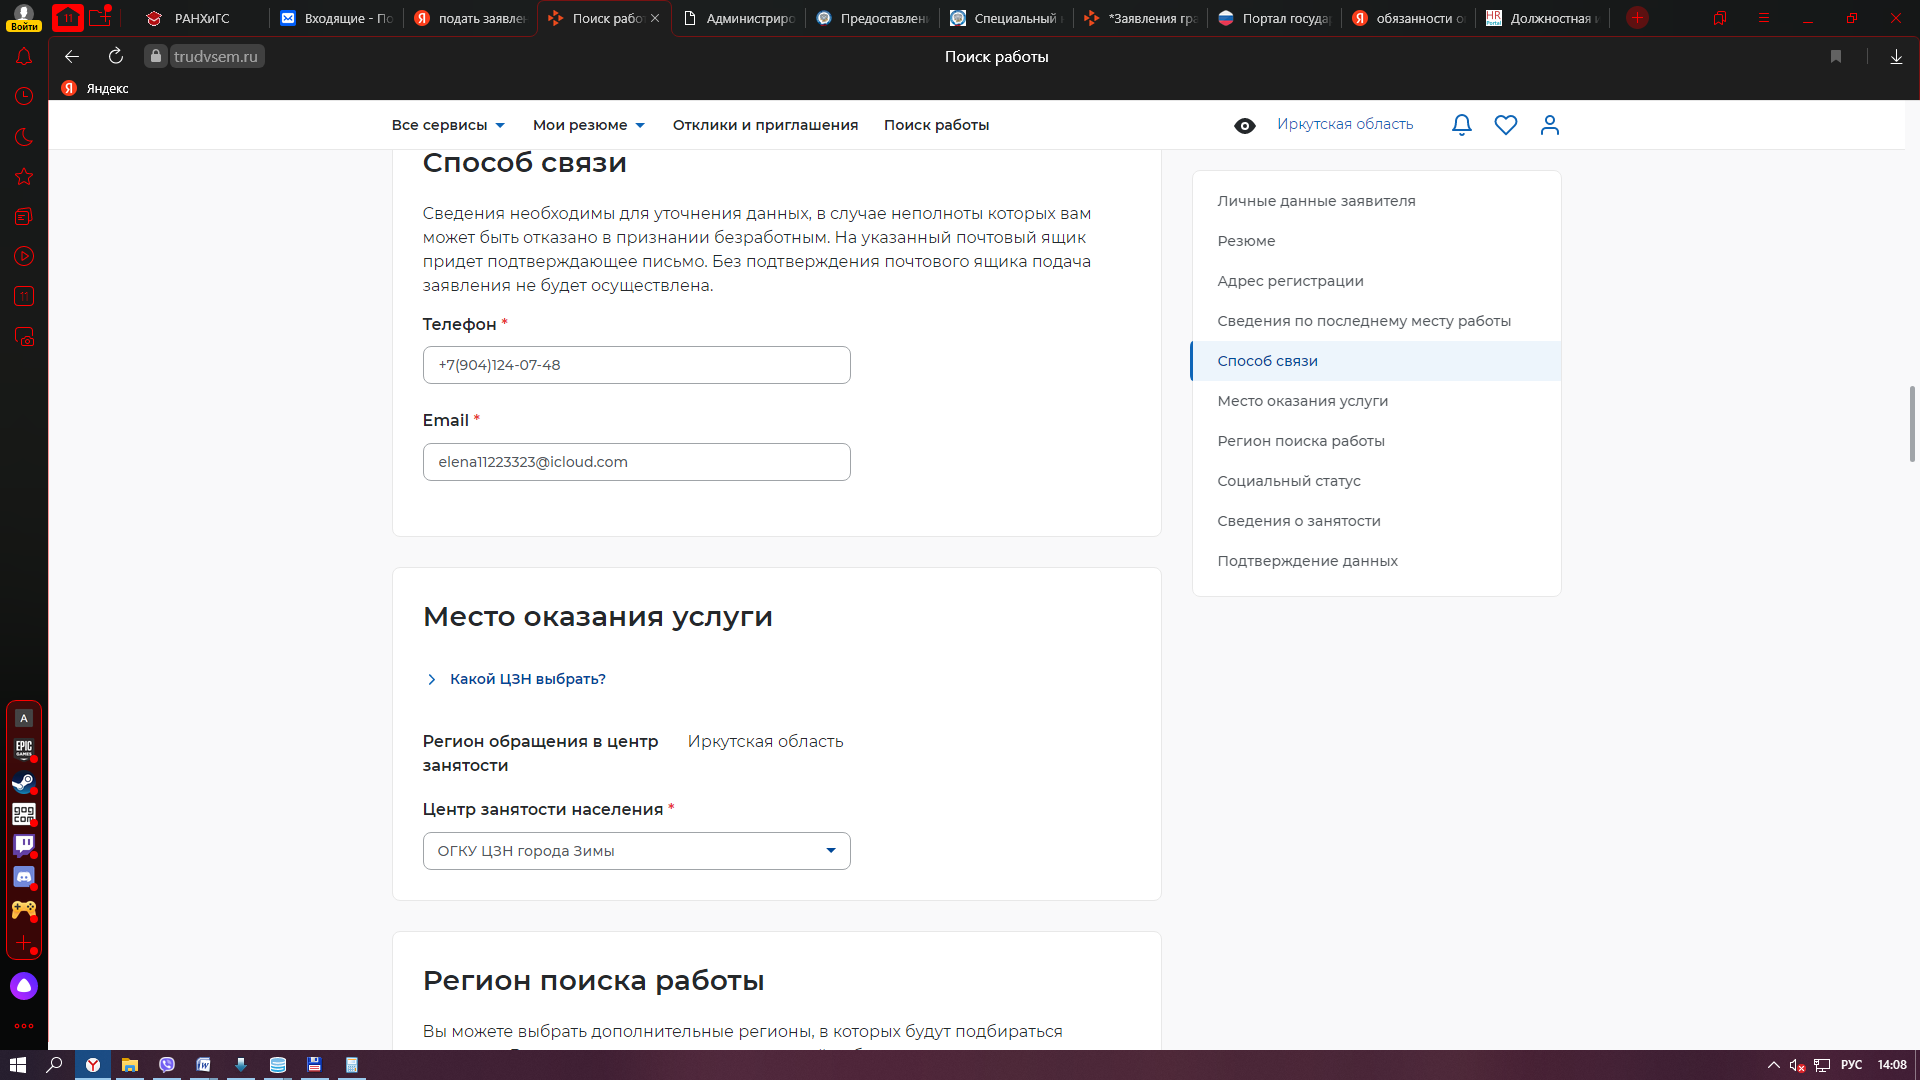 Войти
РАНХиГС
Входящие - По
подать заявлен
Поиск рабо
Администриро
Предоставлен
Специальный
*Заявления гра
Портал государ
обязанности о
Должностная и
trudvsem.ru
Поиск работы
Яндекс
Все сервисы
Мои резюме
Отклики и приглашения
Поиск работы
Иркутская область
Способ связи
Сведения необходимы для уточнения данных, в случае неполноты которых вам
может быть отказано в признании безработным. На указанный почтовый ящик
придет подтверждающее письмо. Без подтверждения почтового ящика подача
заявления не будет осуществлена.
Телефон *
+7(904)124-07-48
Email *
elena11223323@icloud.com
Место оказания услуги
Какой ЦЗН выбрать?
Регион обращения в центр
занятости
Иркутская область
Центр занятости населения *
ОГКУ ЦЗН города Зимы
Регион поиска работы
Вы можете выбрать дополнительные регионы, в которых будут подбираться
Личные данные заявителя
Резюме
Адрес регистрации
Сведения по последнему месту работы
Способ связи
Место оказания услуги
Регион поиска работы
Социальный статус
Сведения о занятости
Подтверждение данных
РУС
14:08